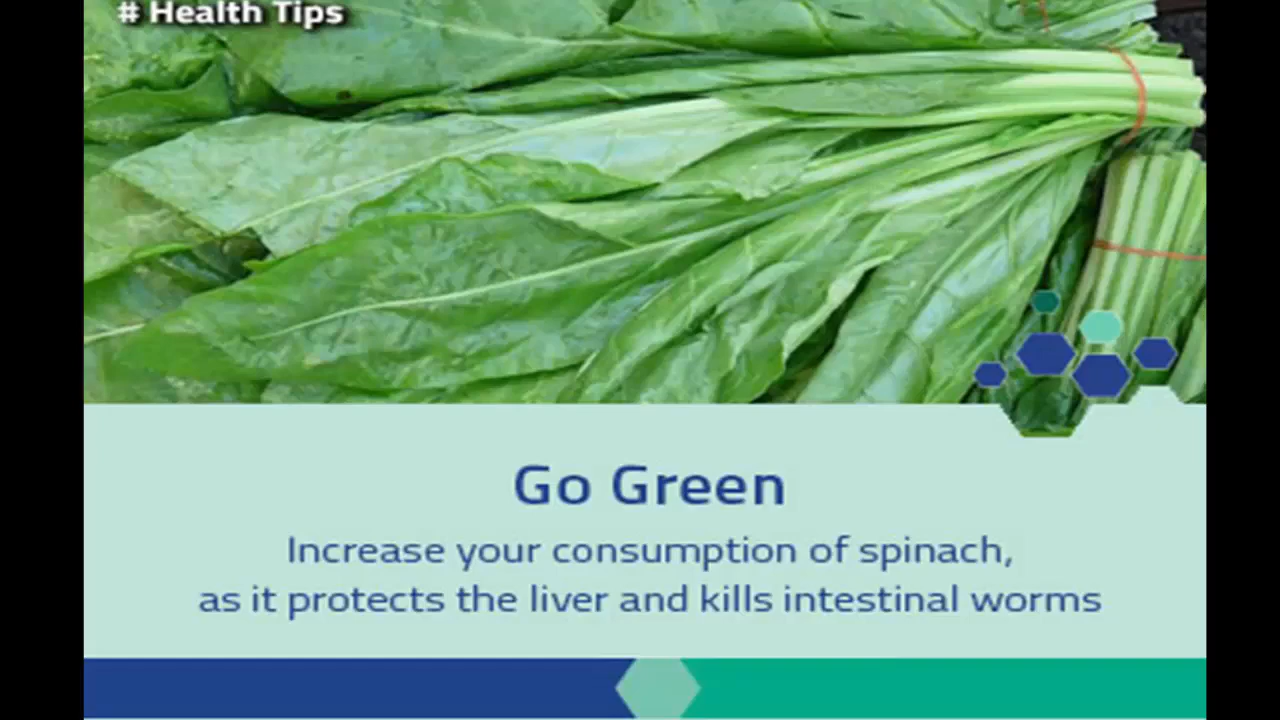 # Health Tips
Go Green
Increase your consumption of spinach,
as it protects the liver and kills intestinal worms